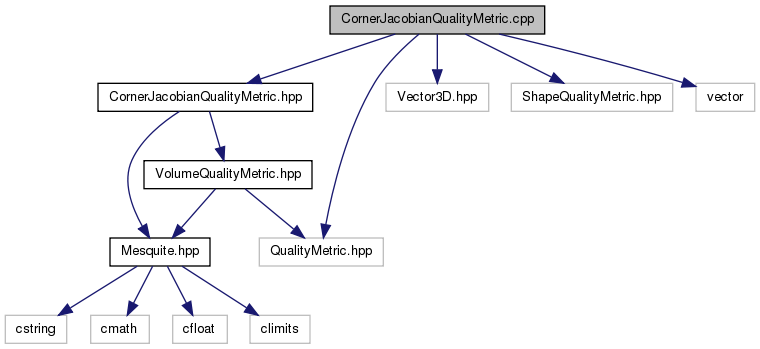 CornerJacobianQualityMetric.cpp
CornerJacobianQualityMetric.hpp
Vector3D.hpp
ShapeQualityMetric.hpp
vector
VolumeQualityMetric.hpp
Mesquite.hpp
QualityMetric.hpp
cstring
cmath
cfloat
climits